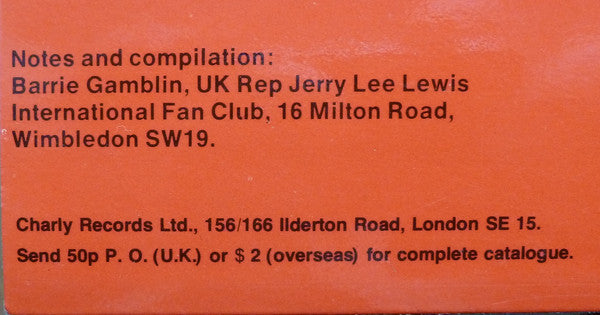 Notes and compilation:
Barrie Gamblin, UK Rep Jerry Lee Lewis
International Fan Club, 16 Milton Road,
Wimbledon SW19.
Charly Records Ltd., 156/166 Ilderton Road, London SE 15.
Send 50p P. O. (U.K.) or $ 2 (overseas) for complete catalogue.